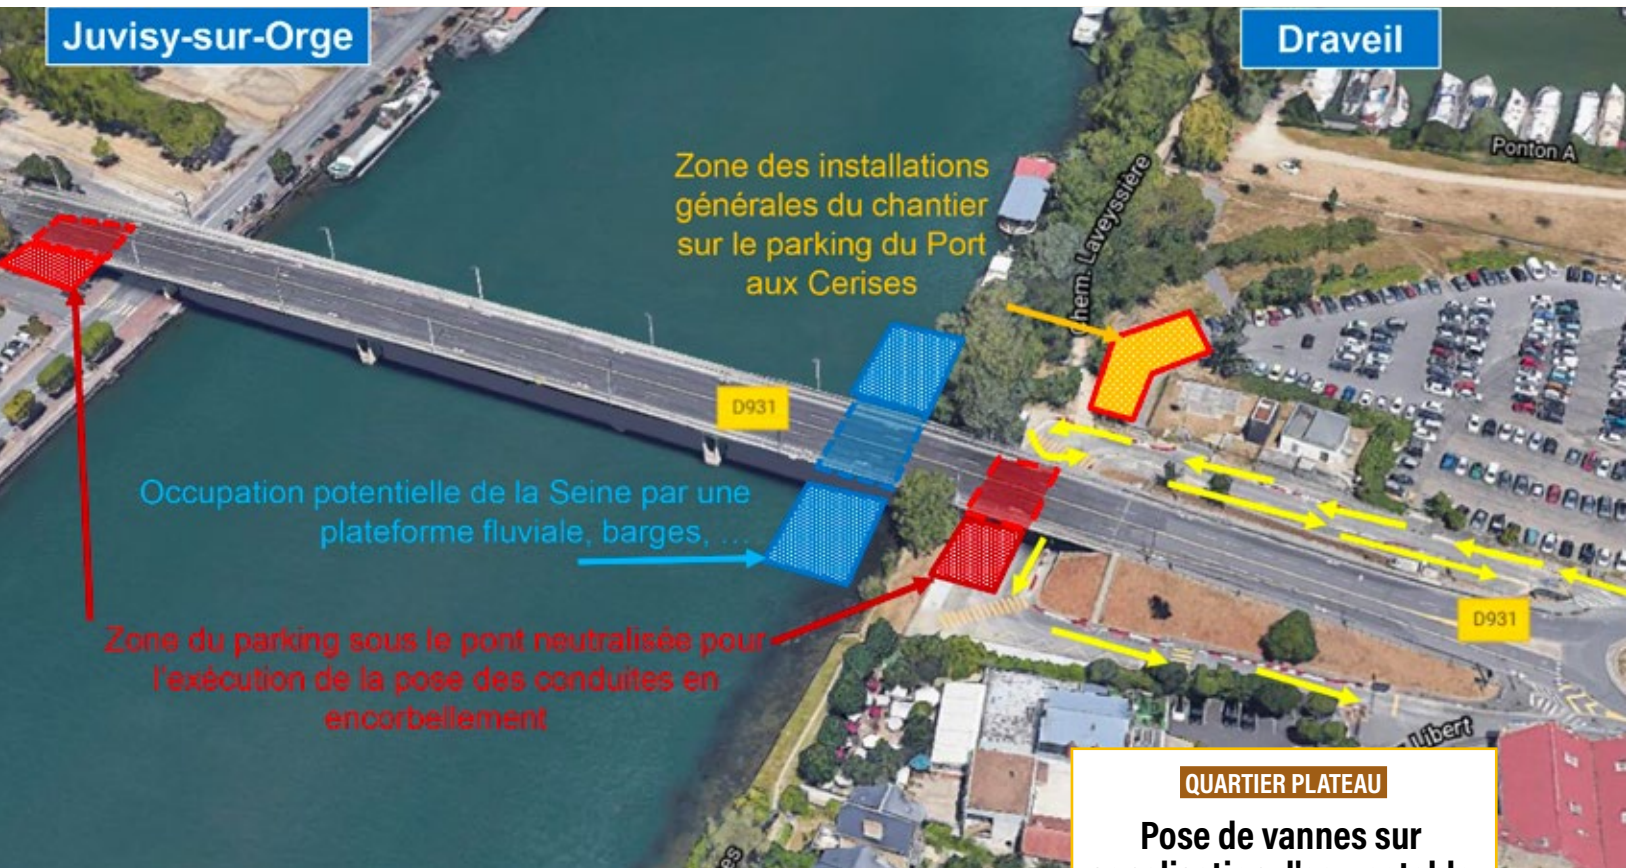 Juvisy-sur-Orge
Draveil
Ponton A
Zone des installations
générales du chantier
sur le parking du Port
aux Cerises
Chem. Laveyssière
D931
Occupation potentielle de la Seine par une
plateforme fluviale, barges, ...
D931
Zone du parking sous le pont neutralisée pour
l'exécution de la pose des conduites en
encorbellement
Libert
QUARTIER PLATEAU
Pose de vannes sur